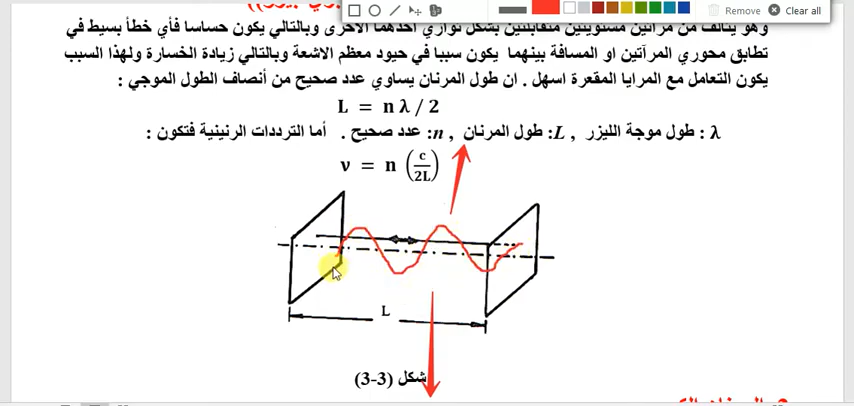 Remove
Clear all
وهو يتألف من مرآتين مستويتين متقابلتين بشكل توازي احدهما الاخرى وبالتالي يكون حساسا فأي خطأ بسيط في
تطابق محوري المرآتين او المسافة بينهما يكون سببا في حيود معظم الاشعة وبالتالي زيادة الخسارة ولهذا السبب
يكون التعامل مع المرايا المقعرة اسهل . ان طول المرنان يساوي عدد صحيح من أنصاف الطول الموجي :
L = n λ / 2
λ : طول موجة الليزر , L: طول المرنان , n: عدد صحيح . أما الترددات الرنينية فتكون :
ν = n (c/2L)
L
شكل (3-3)